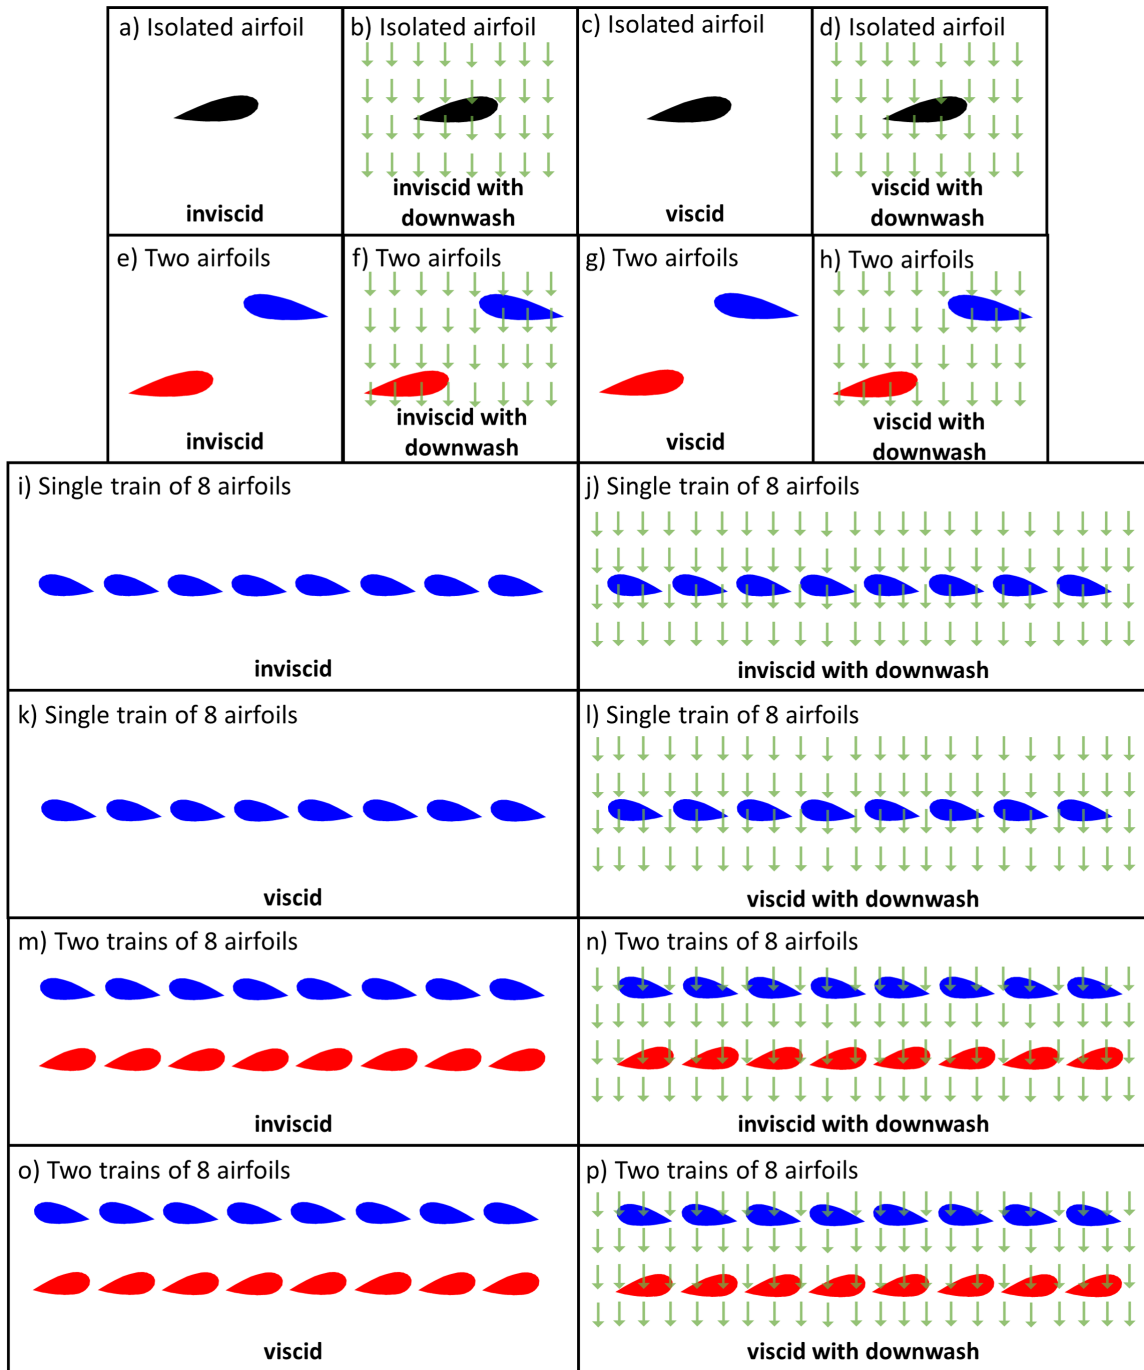 a) Isolated airfoil
inviscid
b) Isolated airfoil
inviscid with
downwash
c) Isolated airfoil
viscid
d) Isolated airfoil
viscid with
downwash
e) Two airfoils
inviscid
f) Two airfoils
inviscid with
downwash
g) Two airfoils
viscid
h) Two airfoils
viscid with
downwash
i) Single train of 8 airfoils
inviscid
j) Single train of 8 airfoils
inviscid with downwash
k) Single train of 8 airfoils
viscid
l) Single train of 8 airfoils
viscid with downwash
m) Two trains of 8 airfoils
inviscid
n) Two trains of 8 airfoils
inviscid with downwash
o) Two trains of 8 airfoils
viscid
p) Two trains of 8 airfoils
viscid with downwash